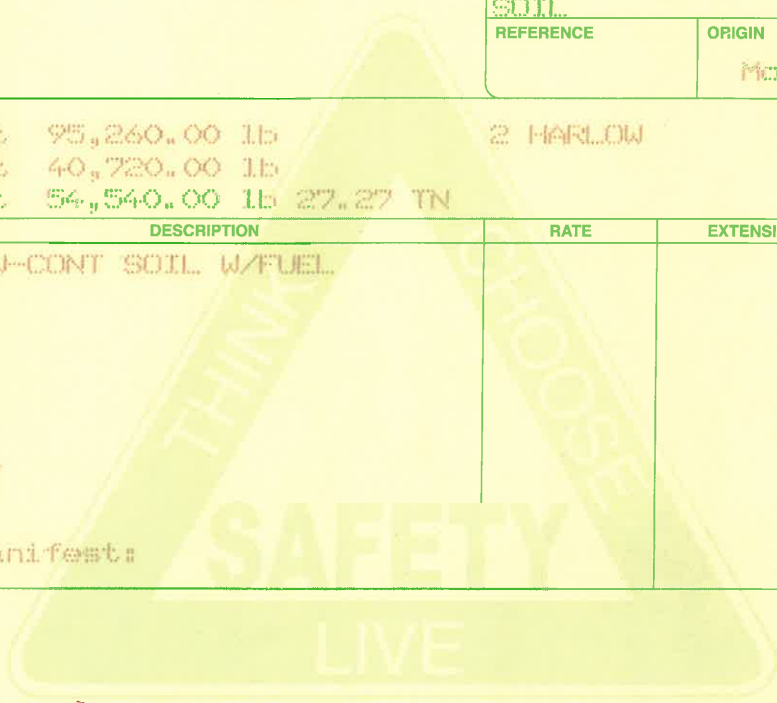 SOIL
REFERENCE ORIGIN
95,260.00 lb 2 HARLOW
40,720.00 lb
54,540.00 lb 27.27 TN
DESCRIPTION RATE EXTENSI
-CONT SOIL W/FUEL
nifest:
THINK CHOOSE
SAFETY
LIVE